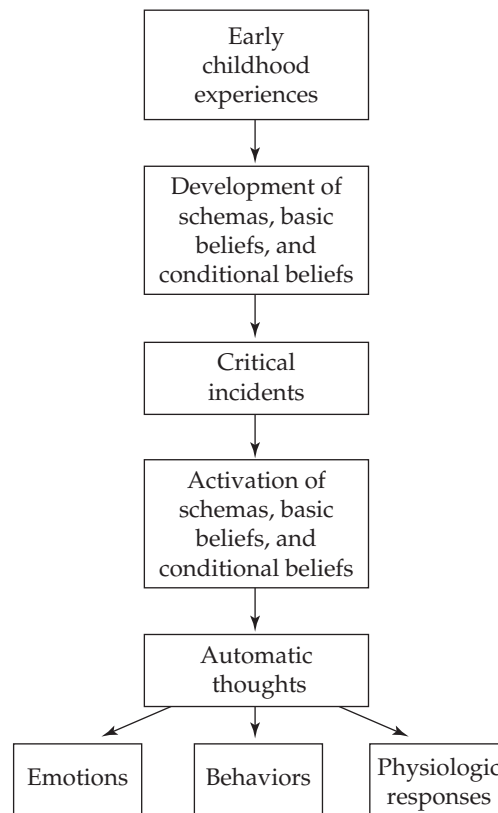 Early
childhood
experiences
Development of
schemas, basic
beliefs, and
conditional beliefs
Critical
incidents
Activation of
schemas, basic
beliefs, and
conditional beliefs
Automatic
thoughts
Emotions
Behaviors
Physiologic
responses